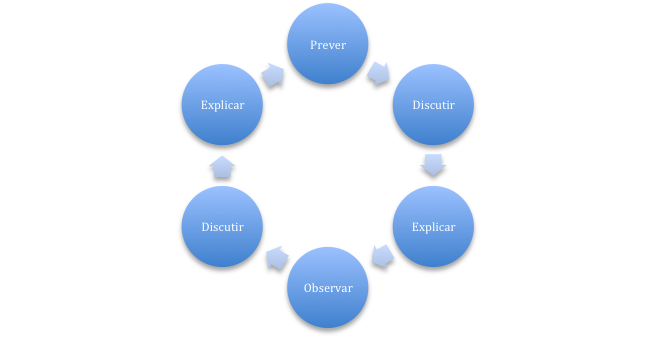 Prever
Discutir
Explicar
Observar
Discutir
Explicar